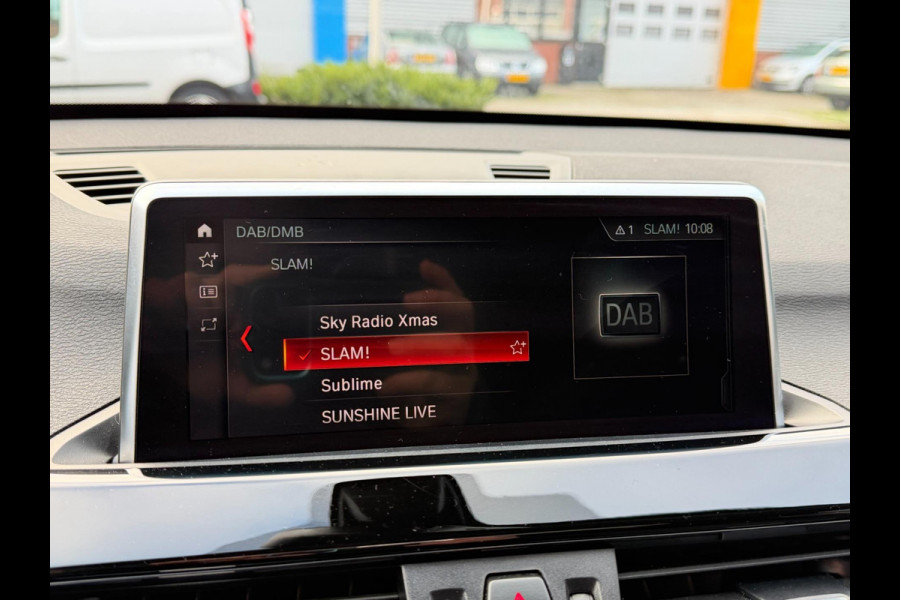 DAB/DMB
1 SLAM! 10:08
SLAM!
DAB
Sky Radio Xmas
SLAM!
Sublime
SUNSHINE LIVE